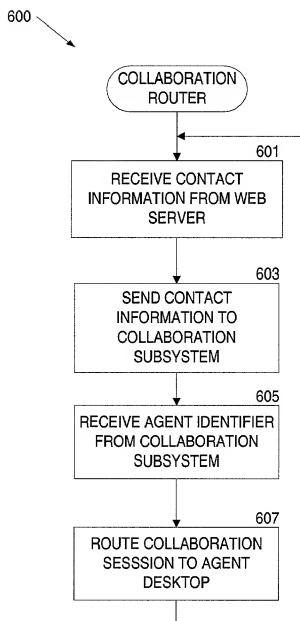 600
COLLABORATION
ROUTER
601
RECEIVE CONTACT
INFORMATION FROM WEB
SERVER
603
SEND CONTACT
INFORMATION TO
COLLABORATION
SUBSYSTEM
605
RECEIVE AGENT IDENTIFIER
FROM COLLABORATION
SUBSYSTEM
607
ROUTE COLLABORATION
SESSSION TO AGENT
DESKTOP